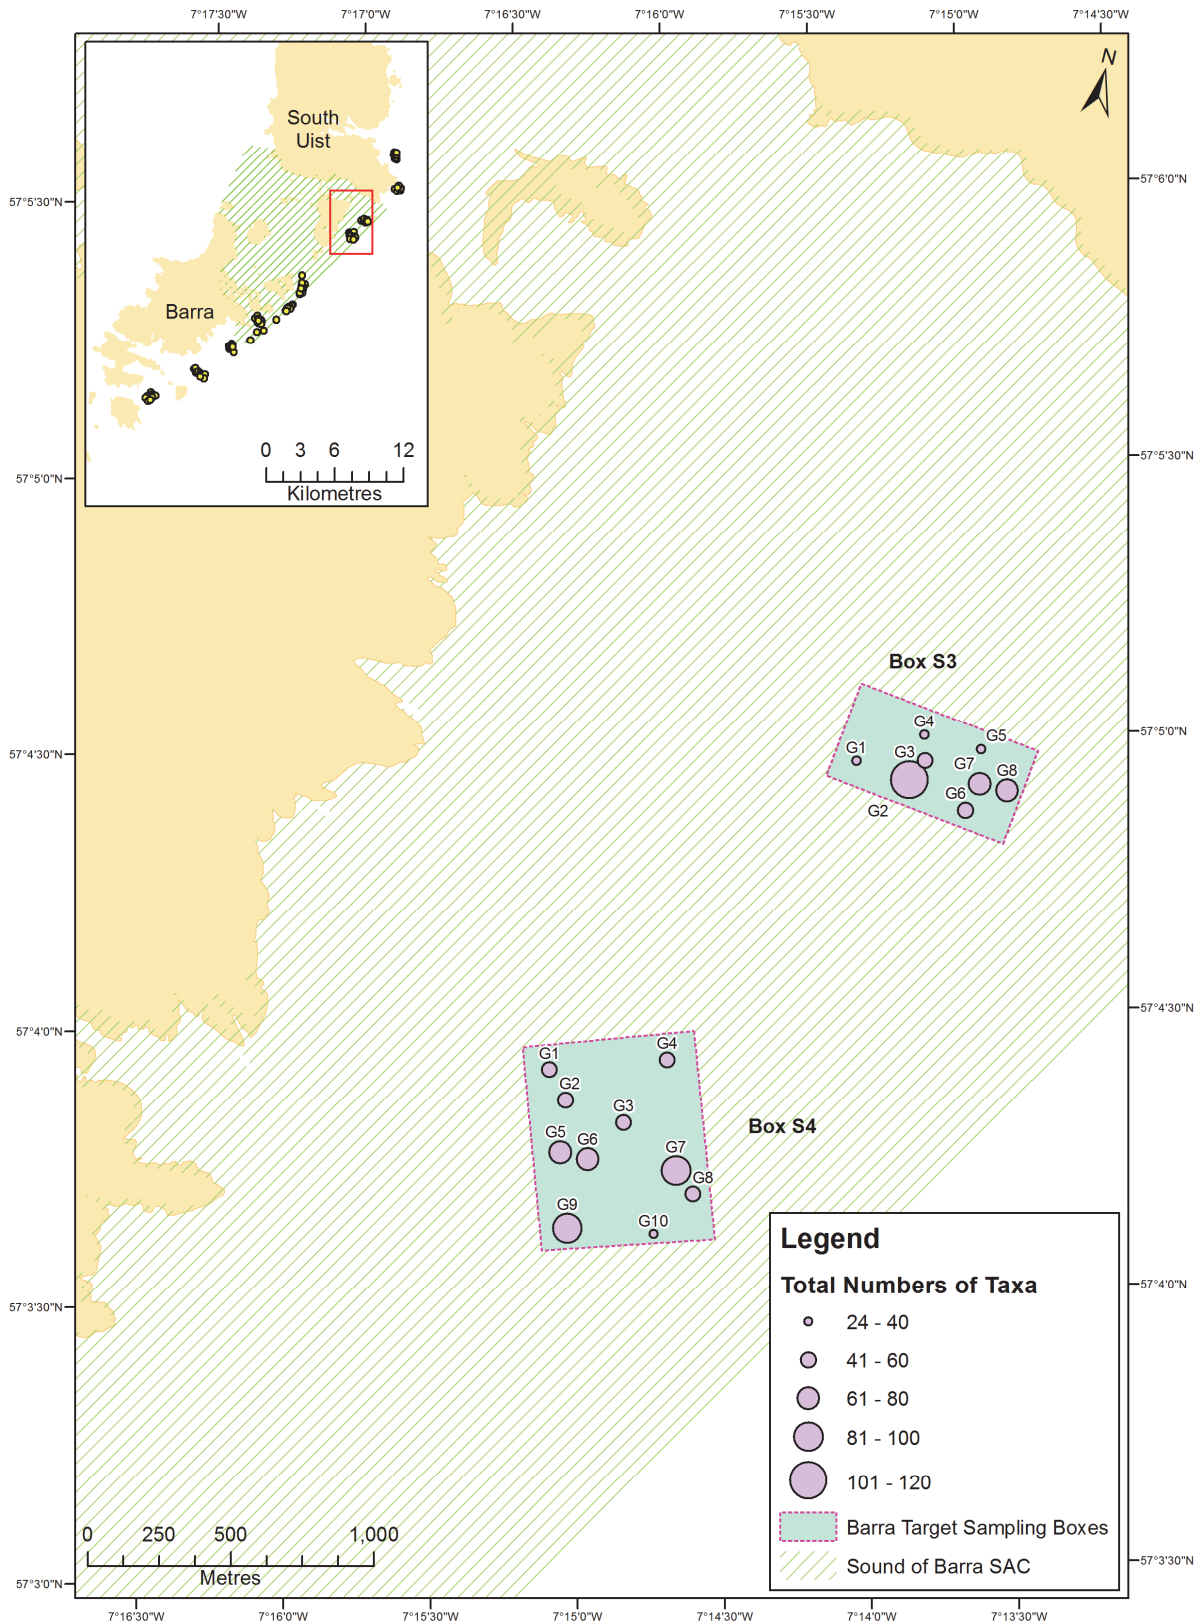 7°17'30"W 7°17'0"W 7°16'30"W 7°16'0"W 7°15'30"W 7°15'0"W 7°14'30"W
N
South
Uist
Barra
0 3 6 12
Kilometres
57°5'30"N
57°5'0"N
57°4'30"N
57°4'0"N
57°3'30"N
57°3'0"N
57°6'0"N
57°5'30"N
57°5'0"N
57°4'30"N
57°4'0"N
57°3'30"N
Box S3
G4
G5
G1
G3
G7
G8
G6
G2
Box S4
G1
G4
G2
G3
G5
G6
G7
G8
G9
G10
Legend
Total Numbers of Taxa
24 - 40
41 - 60
61 - 80
81 - 100
101 - 120
Barra Target Sampling Boxes
Sound of Barra SAC
0 250 500 1,000
Metres
7°16'30"W 7°16'0"W 7°15'30"W 7°15'0"W 7°14'30"W 7°14'0"W 7°13'30"W